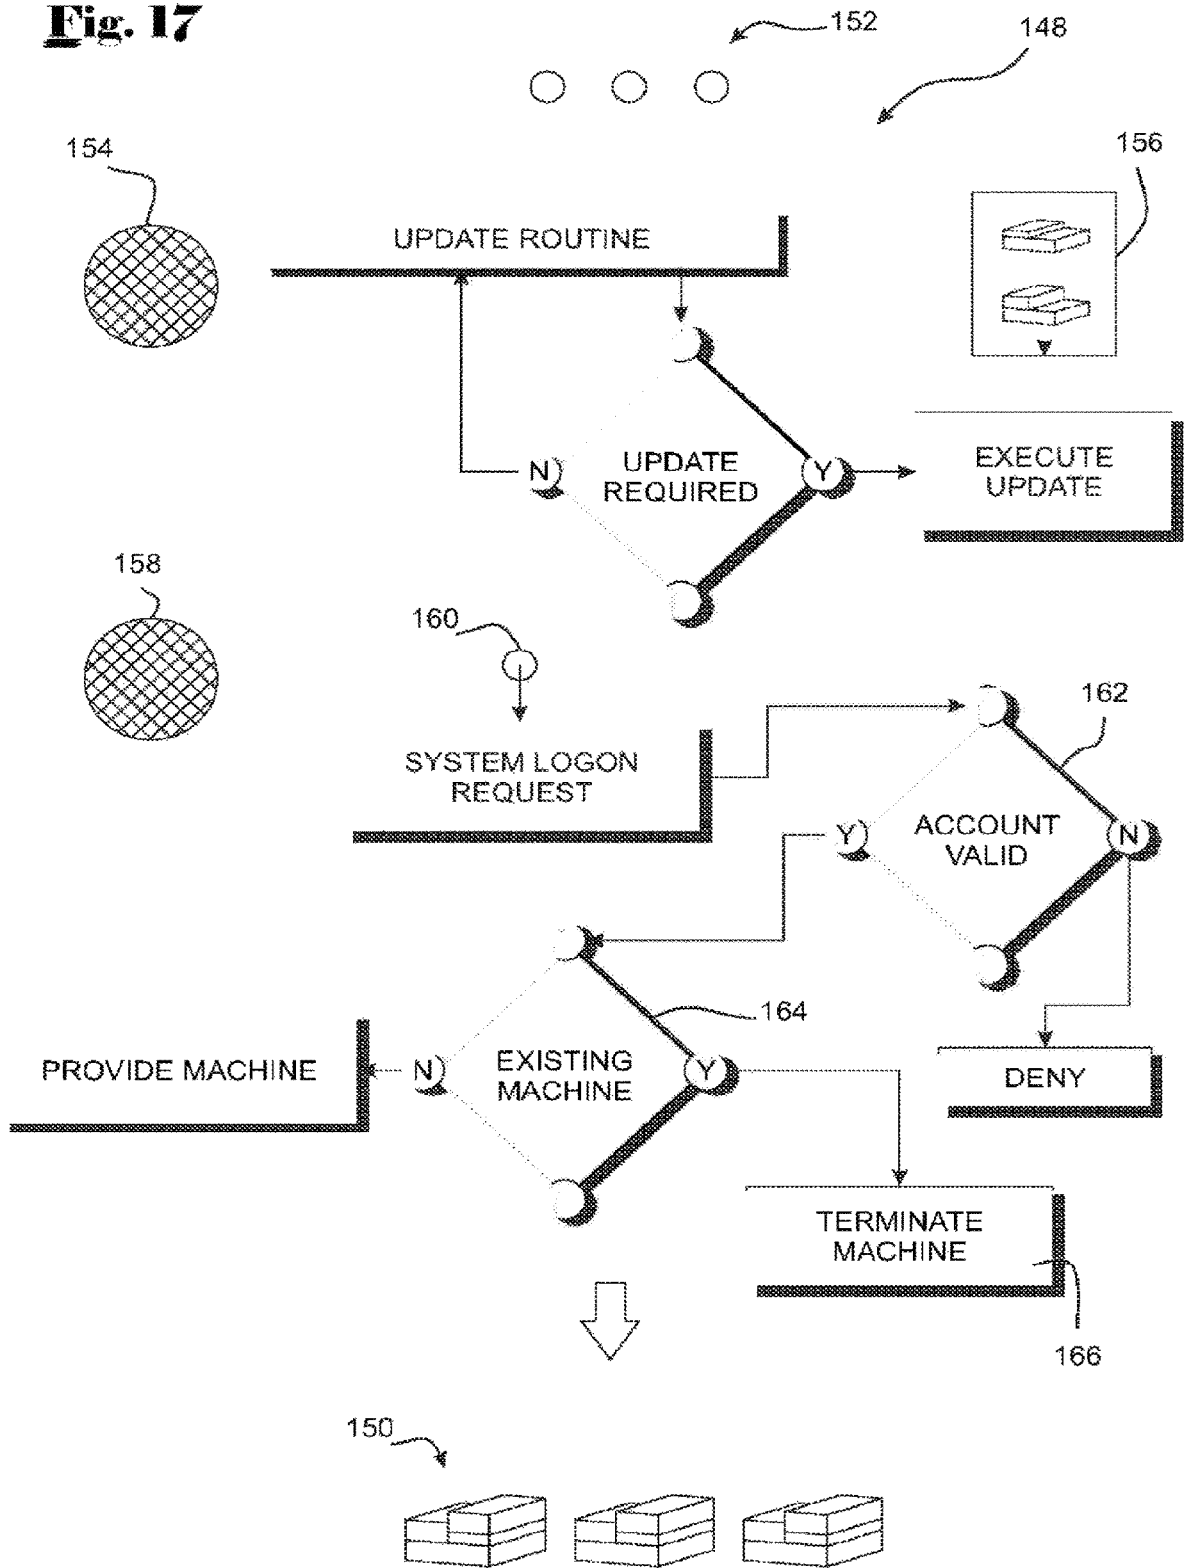 Fig. 17
152
148
154
156
UPDATE ROUTINE
N
UPDATE
REQUIRED
Y
EXECUTE
UPDATE
158
160
162
SYSTEM LOGON
REQUEST
Y
ACCOUNT
VALID
N
164
PROVIDE MACHINE
N
EXISTING
MACHINE
Y
DENY
TERMINATE
MACHINE
166
150